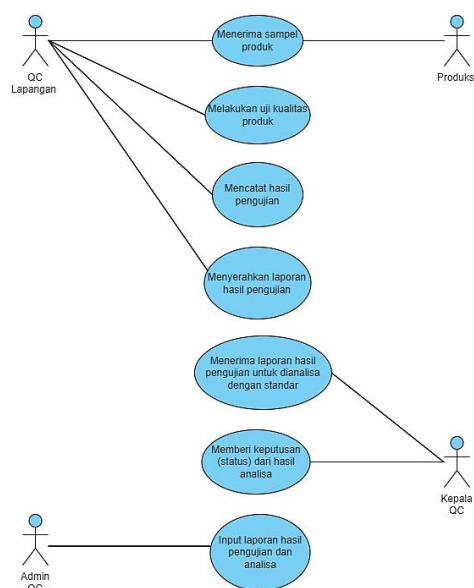 Menerima sampel
produk
QC
Lapangan
Produks
Melakukan uji kualitas
produk
Mencatat hasil
pengujian
Menyerahkan laporan
hasil pengujian
Menerima laporan hasil
pengujian untuk dianalisa
dengan standar
Memberi keputusan
(status) dari hasil
analisa
Kepala
QC
Input laporan hasil
pengujian dan
analisa
Admin
QC